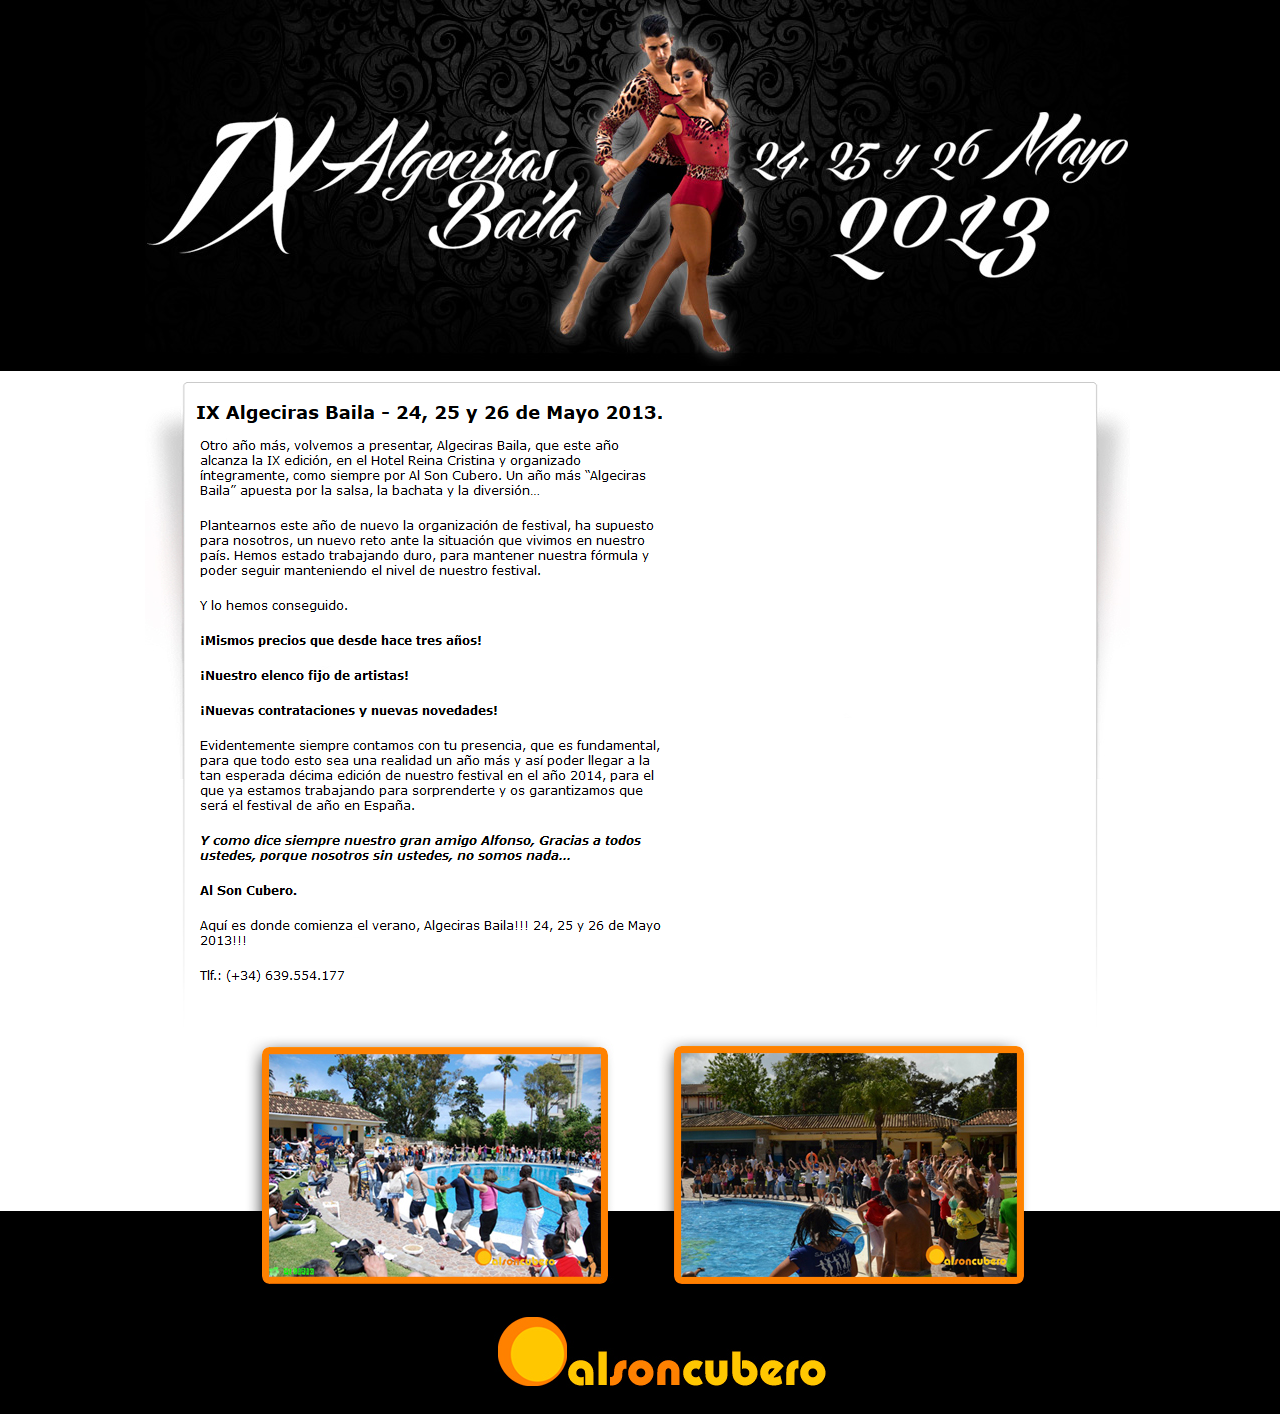 IX Algeciras Baila
24, 25 y 26 Mayo
2013
IX Algeciras Baila - 24, 25 y 26 de Mayo 2013.
Otro año más, volvemos a presentar, Algeciras Baila, que este año
alcanza la IX edición, en el Hotel Reina Cristina y organizado
íntegramente, como siempre por Al Son Cubero. Un año más “Algeciras
Baila” apuesta por la salsa, la bachata y la diversión...
Plantearnos este año de nuevo la organización de festival, ha supuesto
para nosotros, un nuevo reto ante la situación que vivimos en nuestro
país. Hemos estado trabajando duro, para mantener nuestra fórmula y
poder seguir manteniendo el nivel de nuestro festival.
Y lo hemos conseguido.
¡Mismos precios que desde hace tres años!
¡Nuestro elenco fijo de artistas!
¡Nuevas contrataciones y nuevas novedades!
Evidentemente siempre contamos con tu presencia, que es fundamental,
para que todo esto sea una realidad un año más y así poder llegar a la
tan esperada décima edición de nuestro festival en el año 2014, para el
que ya estamos trabajando para sorprenderte y os garantizamos que
será el festival de año en España.
Y como dice siempre nuestro gran amigo Alfonso, Gracias a todos
ustedes, porque nosotros sin ustedes, no somos nada...
Al Son Cubero.
Aquí es donde comienza el verano, Algeciras Baila!!! 24, 25 y 26 de Mayo
2013!!!
Tlf.: (+34) 639.554.177
alsoncubero
alsoncubero
alsoncubero